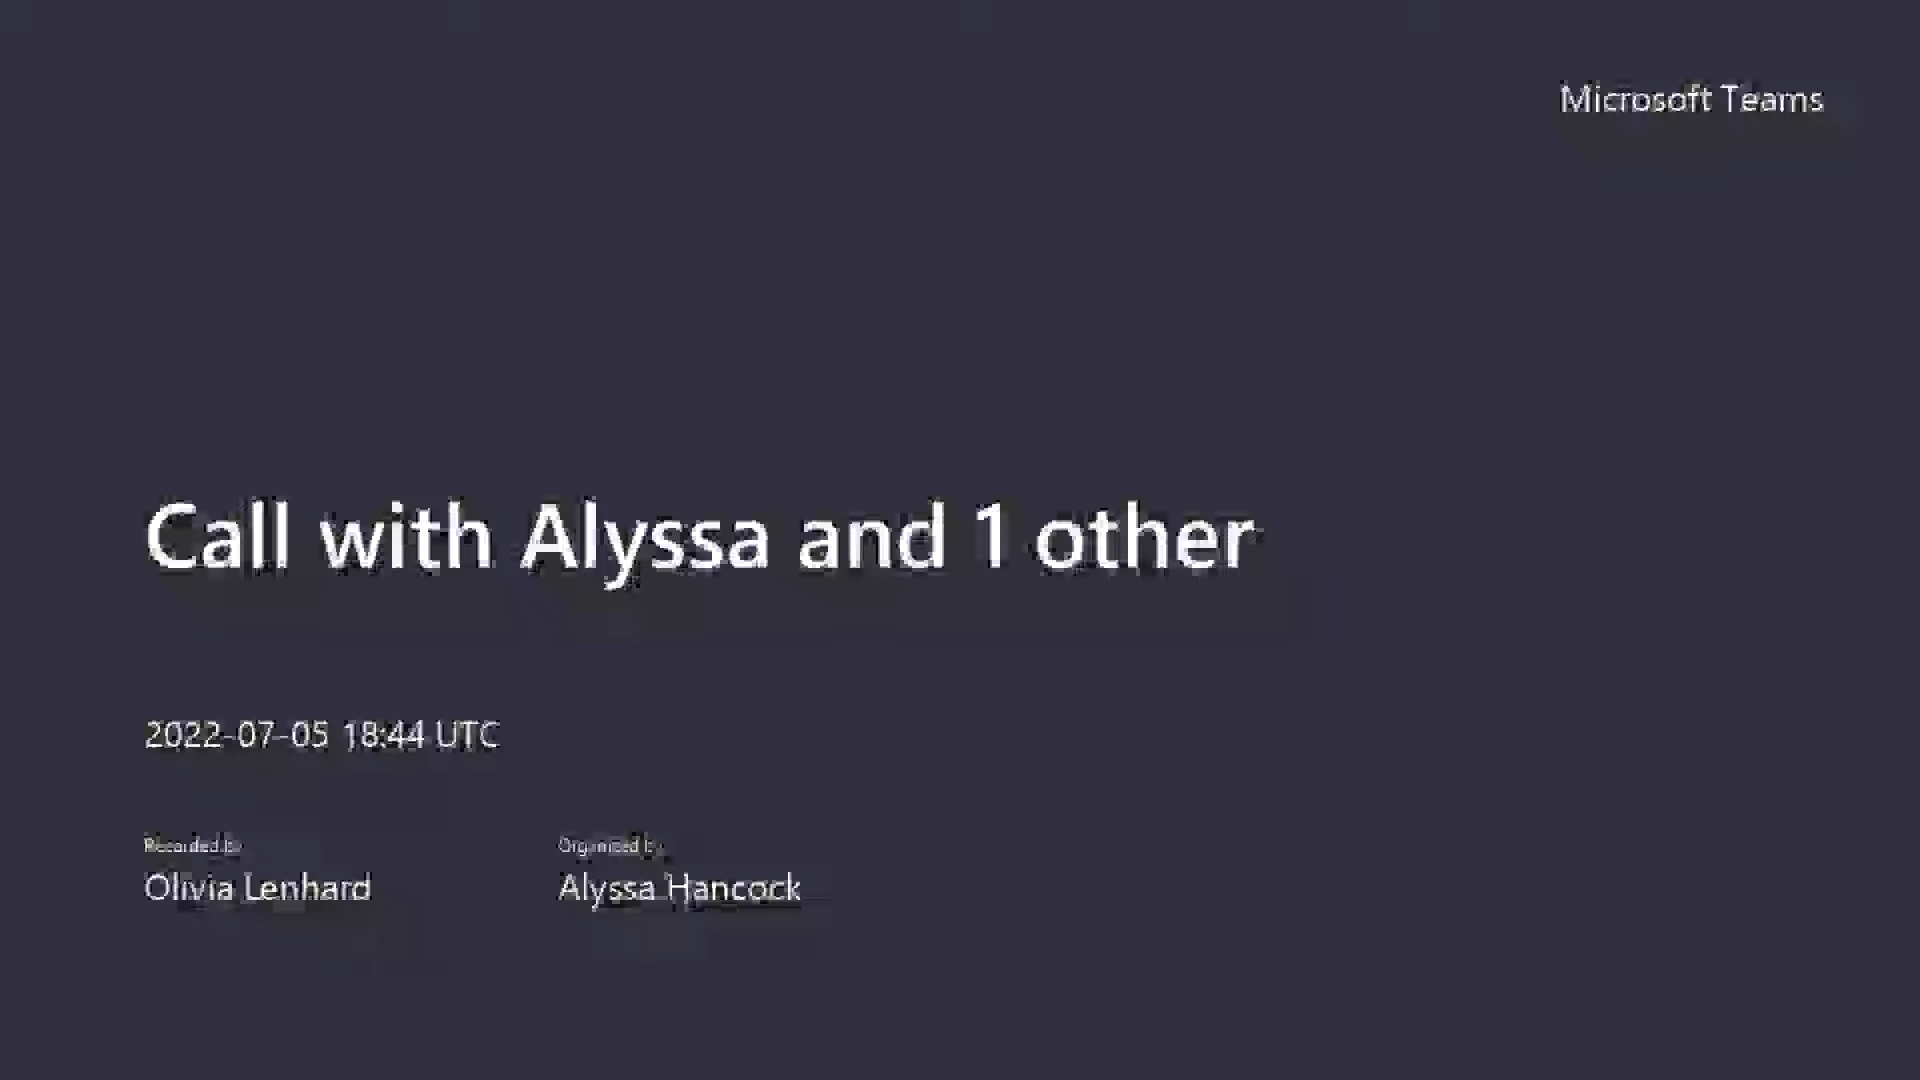 Microsoft Teams
Call with Alyssa and 1 other
2022-07-05 18:44 UTC
Recorded by
Organized by
Olivia Lenhard
Alyssa Hancock